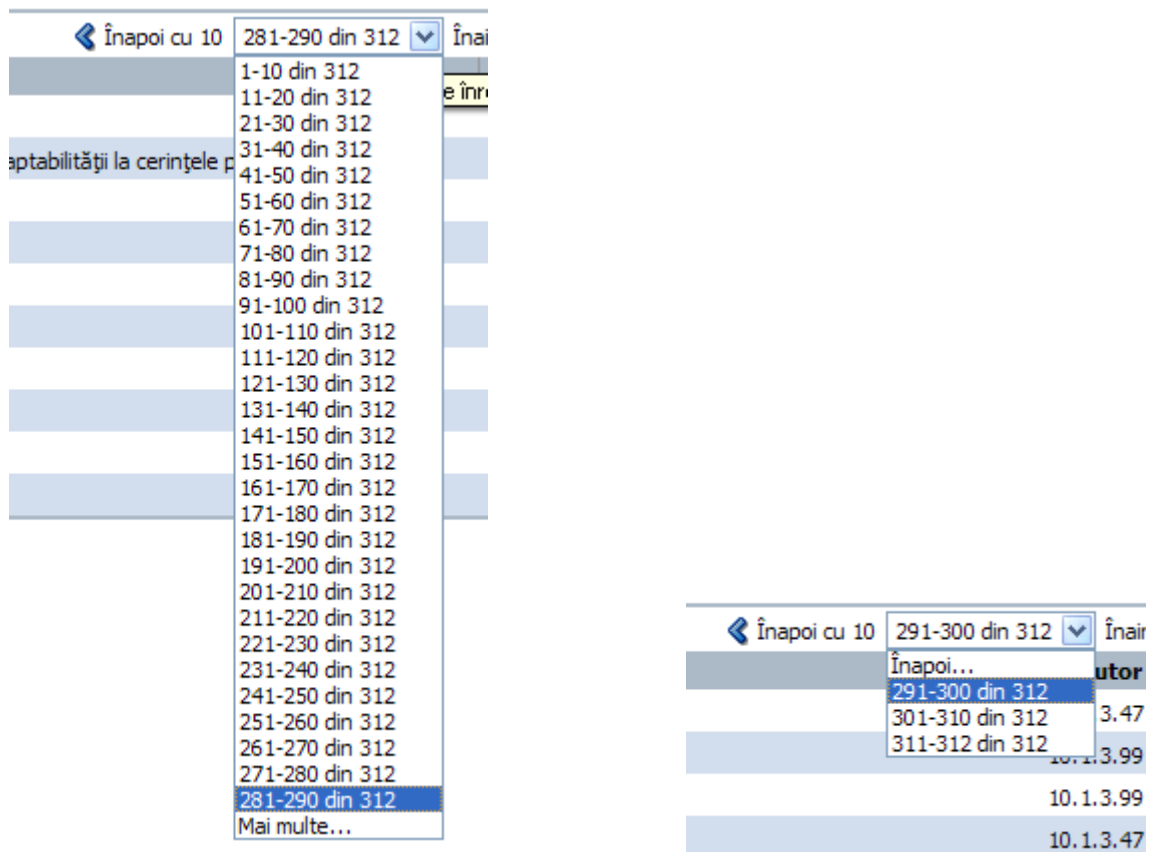 Înapoi cu 10 281-290 din 312
1-10 din 312
11-20 din 312
21-30 din 312
31-40 din 312
41-50 din 312
51-60 din 312
61-70 din 312
71-80 din 312
81-90 din 312
91-100 din 312
101-110 din 312
111-120 din 312
121-130 din 312
131-140 din 312
141-150 din 312
151-160 din 312
161-170 din 312
171-180 din 312
181-190 din 312
191-200 din 312
201-210 din 312
211-220 din 312
221-230 din 312
231-240 din 312
241-250 din 312
251-260 din 312
261-270 din 312
271-280 din 312
281-290 din 312
Mai multe...
aptabilităţii la cerinţele p
Înapoi cu 10 291-300 din 312
Înapoi...
291-300 din 312
301-310 din 312
311-312 din 312
utor
3.47
10.1.3.99
10.1.3.99
10.1.3.47